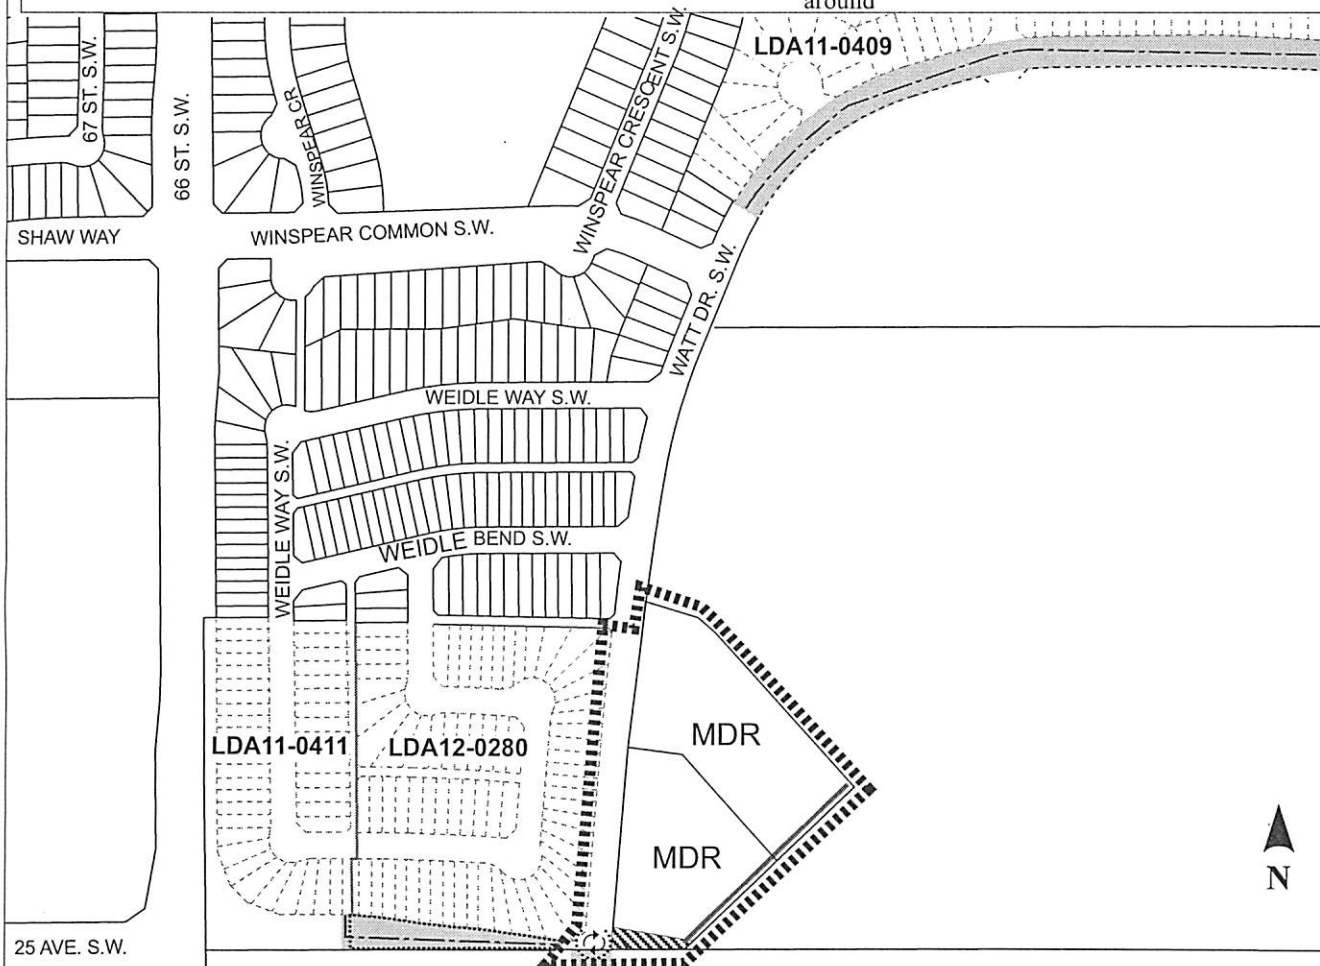 around
LDA11-0409
67 ST. S.W.
66 ST. S.W.
WINSPEAR CR
WINSPEAR CRESCENT S.W.
SHAW WAY
WINSPEAR COMMON S.W.
WATT DR. S.W.
WEIDLE WAY S.W.
WEIDLE WAY S.W.
WEIDLE BEND S.W.
MDR
LDA11-0411
LDA12-0280
MDR
N
25 AVE. S.W.